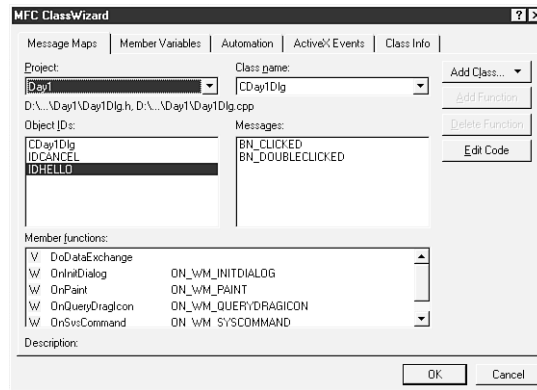 MFC ClassWizard
Message Maps Member Variables Automation ActiveX Events Class Info
Project: Class name:
Day1 CDay1Dlg
Add Class...
D:\...\Day1\Day1Dlg.h, D:\...\Day1\Day1Dlg.cpp
Add Function
Object IDs: Messages:
Delete Function
CDay1Dlg BN_CLICKED
IDCANCEL BN_DOUBLECLICKED
IDHELLO
Edit Code
Member functions:
V DoDataExchange
W OnInitDialog ON_WM_INITDIALOG
W OnPaint ON_WM_PAINT
W OnQueryDragIcon ON_WM_QUERYDRAGICON
W OnSysCommand ON_WM_SYSCOMMAND
Description:
OK Cancel